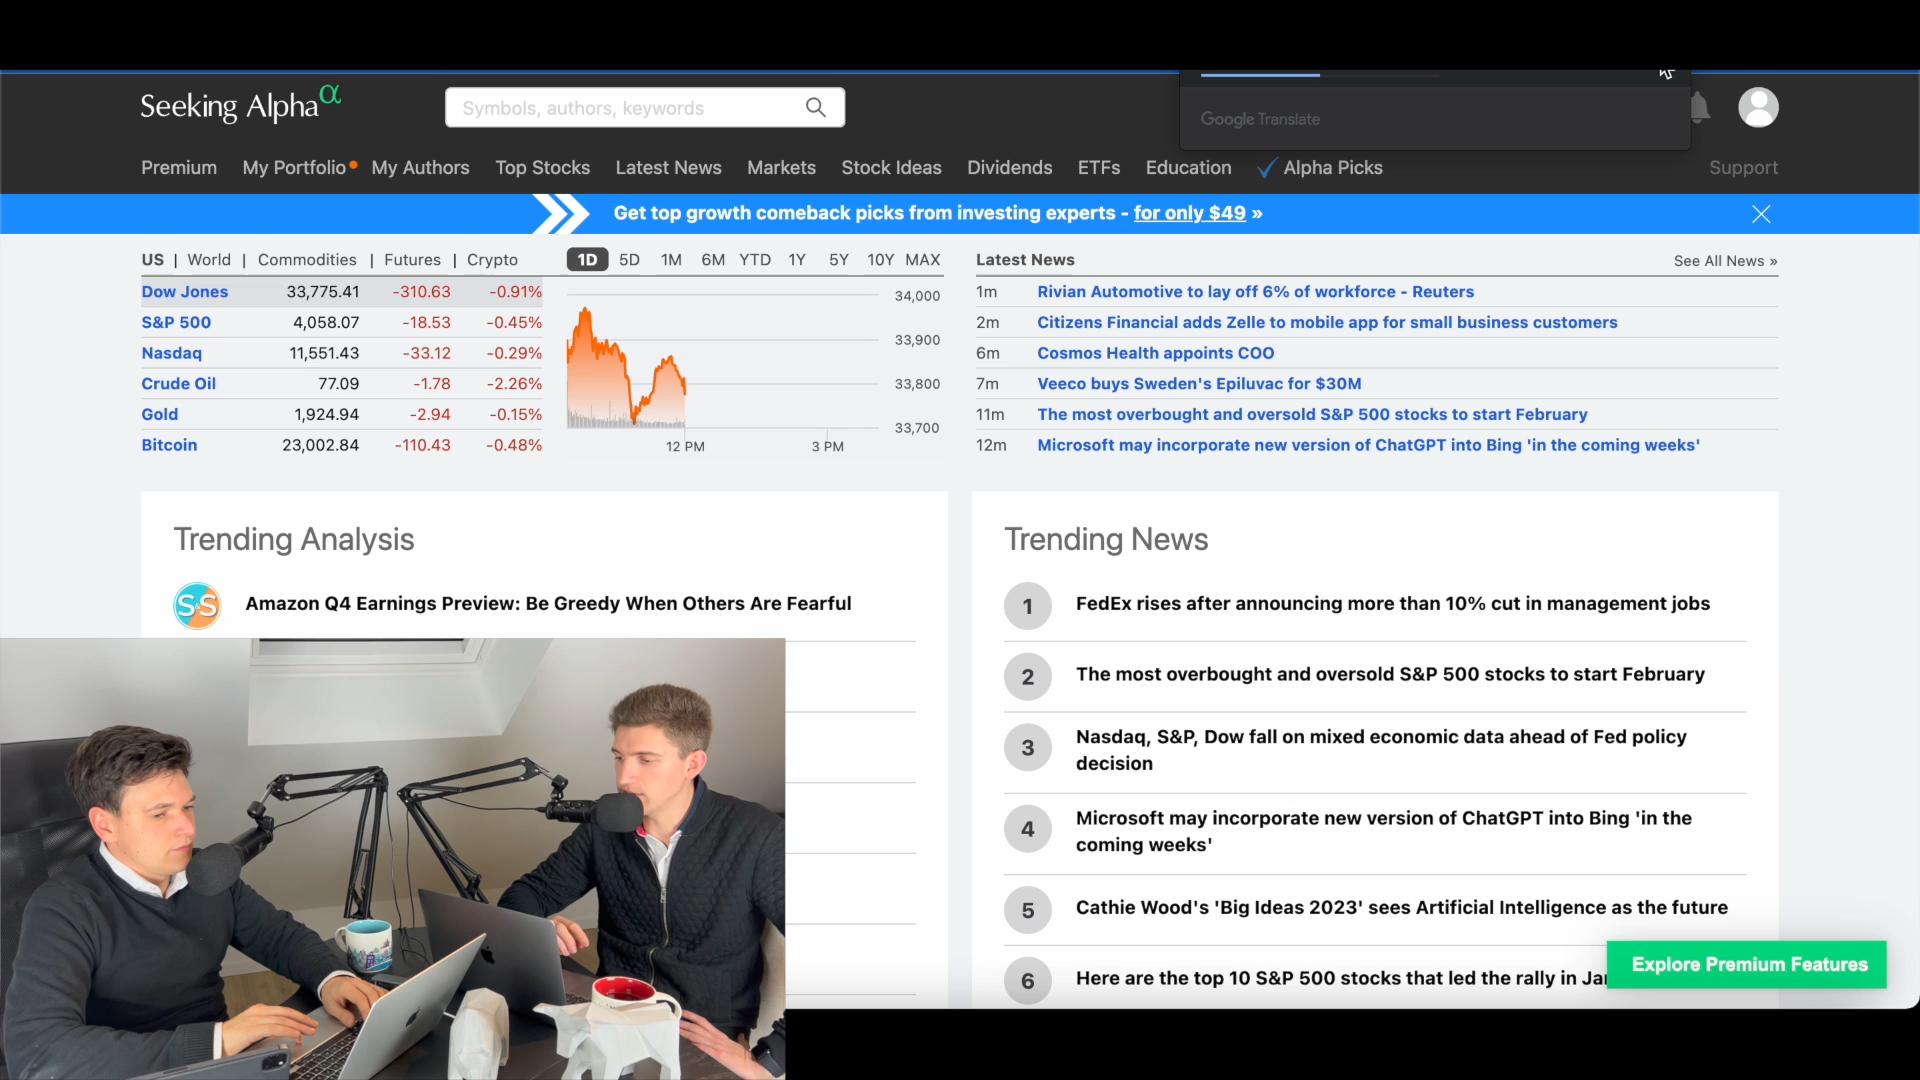 Seeking Alpha α
Symbols, authors, keywords
Google Translate
Premium My Portfolio My Authors Top Stocks Latest News Markets Stock Ideas Dividends ETFs Education Alpha Picks Support
Get top growth comeback picks from investing experts - for only $49 »
US | World | Commodities | Futures | Crypto
Dow Jones 33,775.41 -310.63 -0.91%
S&P 500 4,058.07 -18.53 -0.45%
Nasdaq 11,551.43 -33.12 -0.29%
Crude Oil 77.09 -1.78 -2.26%
Gold 1,924.94 -2.94 -0.15%
Bitcoin 23,002.84 -110.43 -0.48%
1D 5D 1M 6M YTD 1Y 5Y 10Y MAX
34,000
33,900
33,800
33,700
12 PM 3 PM
Latest News See All News »
1m Rivian Automotive to lay off 6% of workforce - Reuters
2m Citizens Financial adds Zelle to mobile app for small business customers
6m Cosmos Health appoints COO
7m Veeco buys Sweden's Epiluvac for $30M
11m The most overbought and oversold S&P 500 stocks to start February
12m Microsoft may incorporate new version of ChatGPT into Bing 'in the coming weeks'
Trending Analysis
S&S Amazon Q4 Earnings Preview: Be Greedy When Others Are Fearful
Trending News
1 FedEx rises after announcing more than 10% cut in management jobs
2 The most overbought and oversold S&P 500 stocks to start February
3 Nasdaq, S&P, Dow fall on mixed economic data ahead of Fed policy
decision
4 Microsoft may incorporate new version of ChatGPT into Bing 'in the
coming weeks'
5 Cathie Wood's 'Big Ideas 2023' sees Artificial Intelligence as the future
6 Here are the top 10 S&P 500 stocks that led the rally in
Explore Premium Features